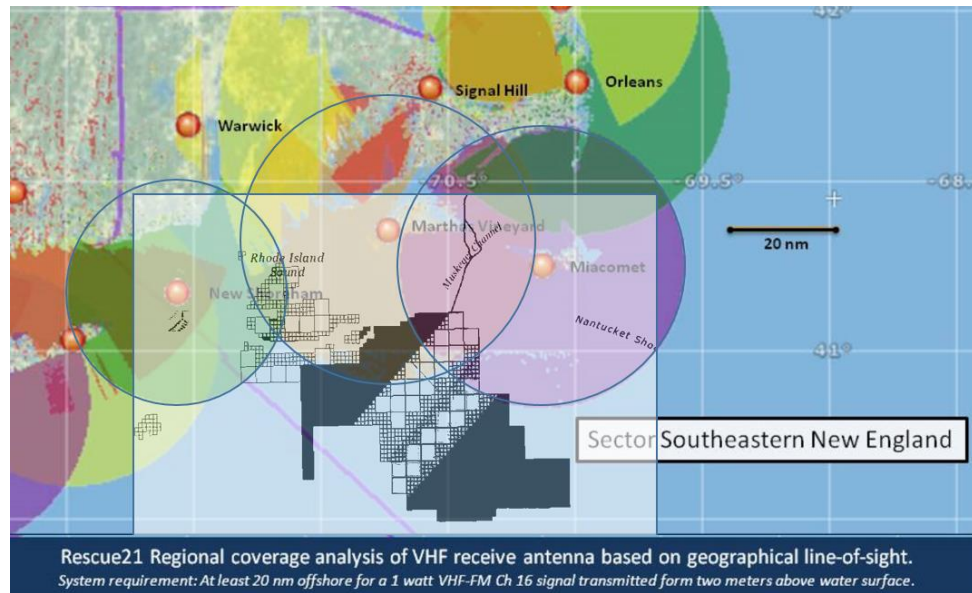 42°
Signal Hill
Orleans
Warwick
-70.5°
-69.5°
-68.
Marthas Vineyard
20 nm
Rhode Island
Sound
Muskeget Channel
Miacomet
New Shoreham
Nantucket Sho
41°
Sector Southeastern New England
Rescue21 Regional coverage analysis of VHF receive antenna based on geographical line-of-sight.
System requirement: At least 20 nm offshore for a 1 watt VHF-FM Ch 16 signal transmitted form two meters above water surface.